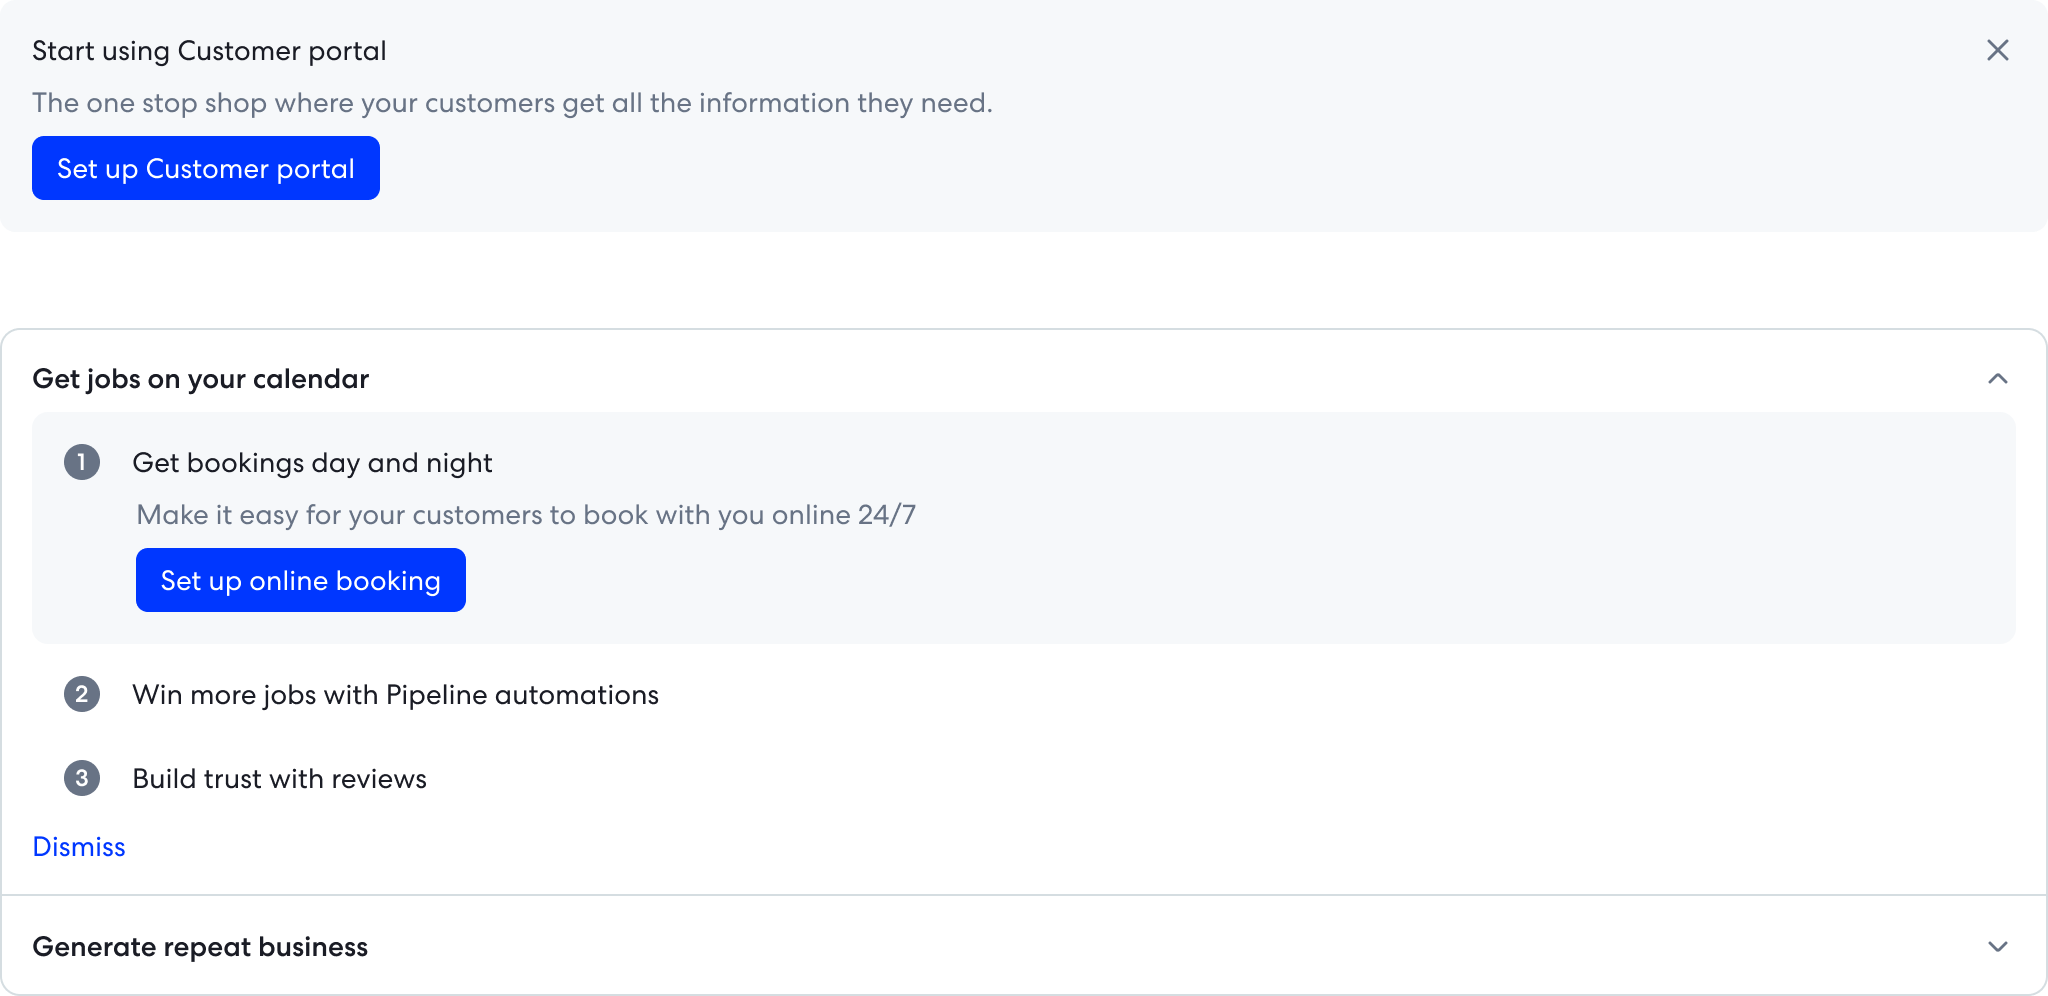 Start using Customer portal
The one stop shop where your customers get all the information they need.
Set up Customer portal
Get jobs on your calendar
1 Get bookings day and night
Make it easy for your customers to book with you online 24/7
Set up online booking
2 Win more jobs with Pipeline automations
3 Build trust with reviews
Dismiss
Generate repeat business